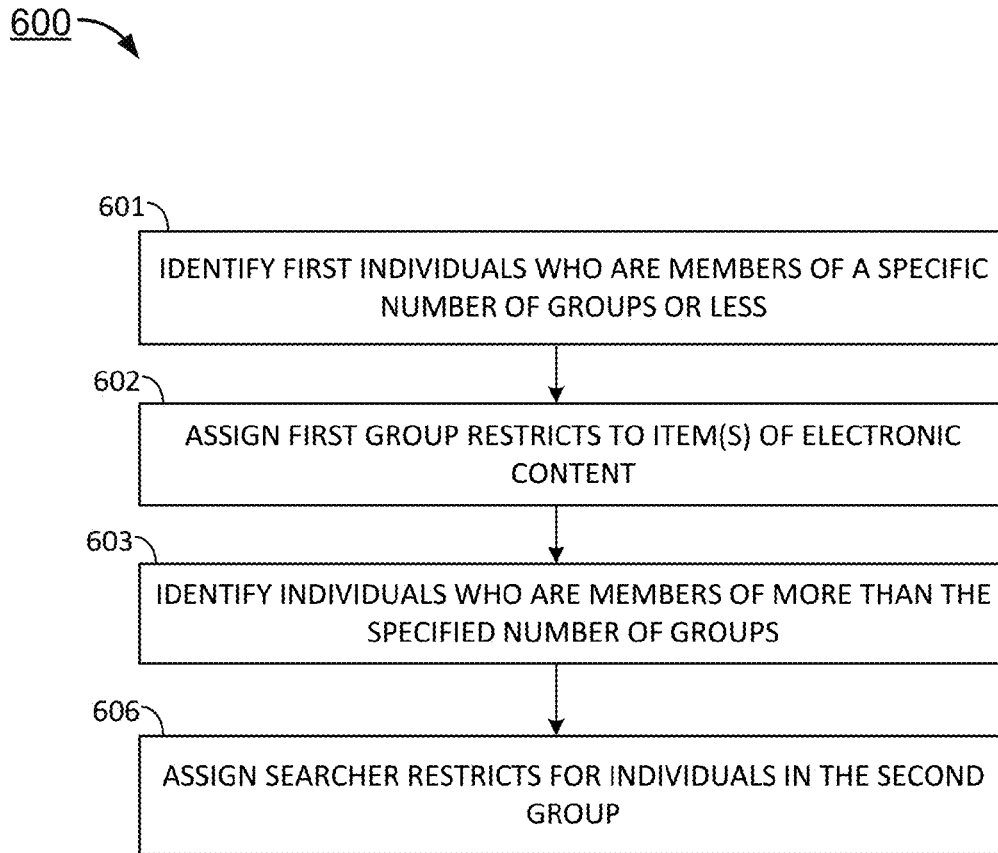 600
601
IDENTIFY FIRST INDIVIDUALS WHO ARE MEMBERS OF A SPECIFIC
NUMBER OF GROUPS OR LESS
602
ASSIGN FIRST GROUP RESTRICTS TO ITEM(S) OF ELECTRONIC
CONTENT
603
IDENTIFY INDIVIDUALS WHO ARE MEMBERS OF MORE THAN THE
SPECIFIED NUMBER OF GROUPS
606
ASSIGN SEARCHER RESTRICTS FOR INDIVIDUALS IN THE SECOND
GROUP